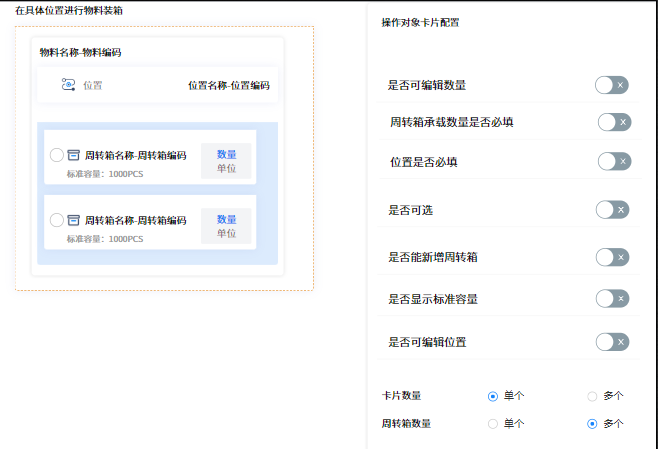 在具体位置进行物料装箱
物料名称-物料编码
位置 位置名称-位置编码
周转箱名称-周转箱编码 数量
标准容量：1000PCS 单位
周转箱名称-周转箱编码 数量
标准容量：1000PCS 单位
操作对象卡片配置
是否可编辑数量
周转箱承载数量是否必填
位置是否必填
是否可选
是否能新增周转箱
是否显示标准容量
是否可编辑位置
卡片数量 单个 多个
周转箱数量 单个 多个